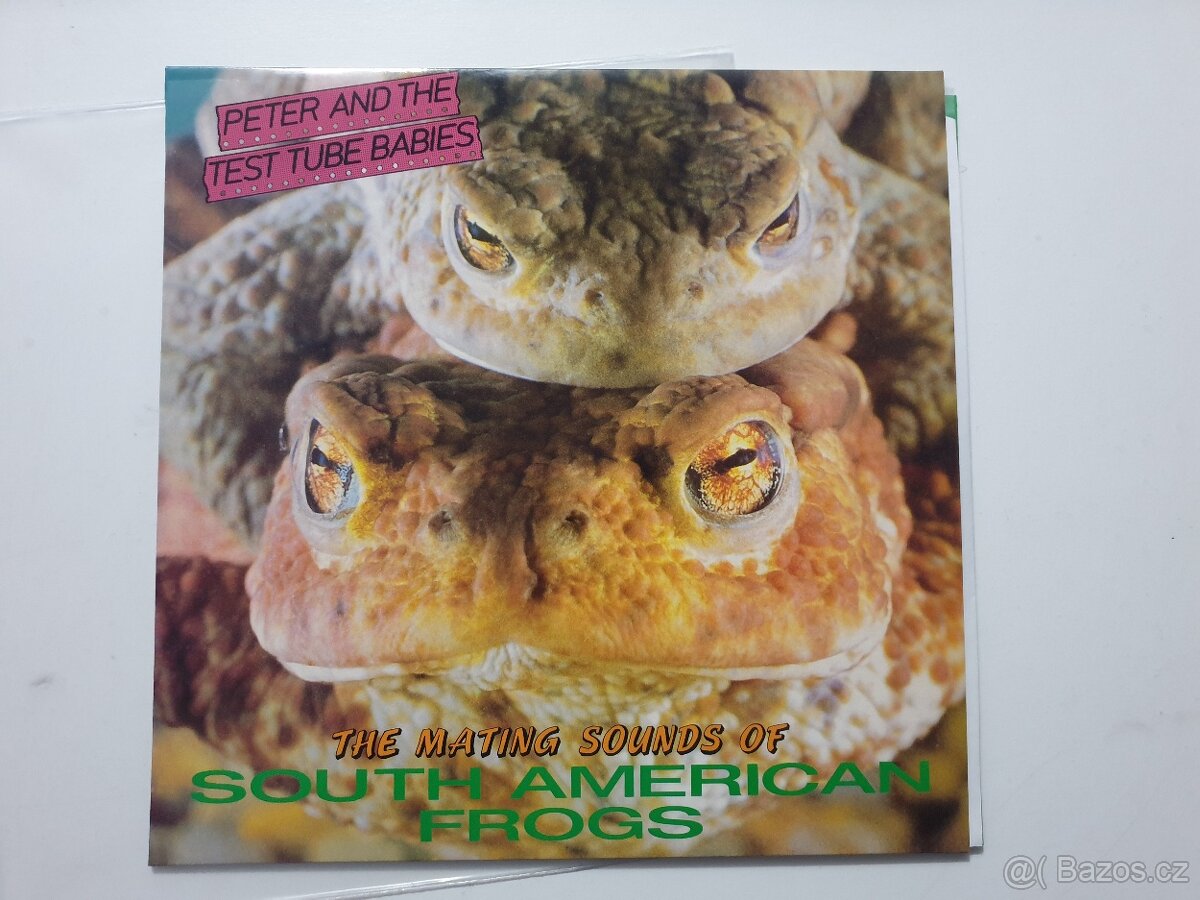 PETER AND THE
TEST TUBE BABIES
THE MATING SOUNDS OF
SOUTH AMERICAN
FROGS
@( Bazos.cz